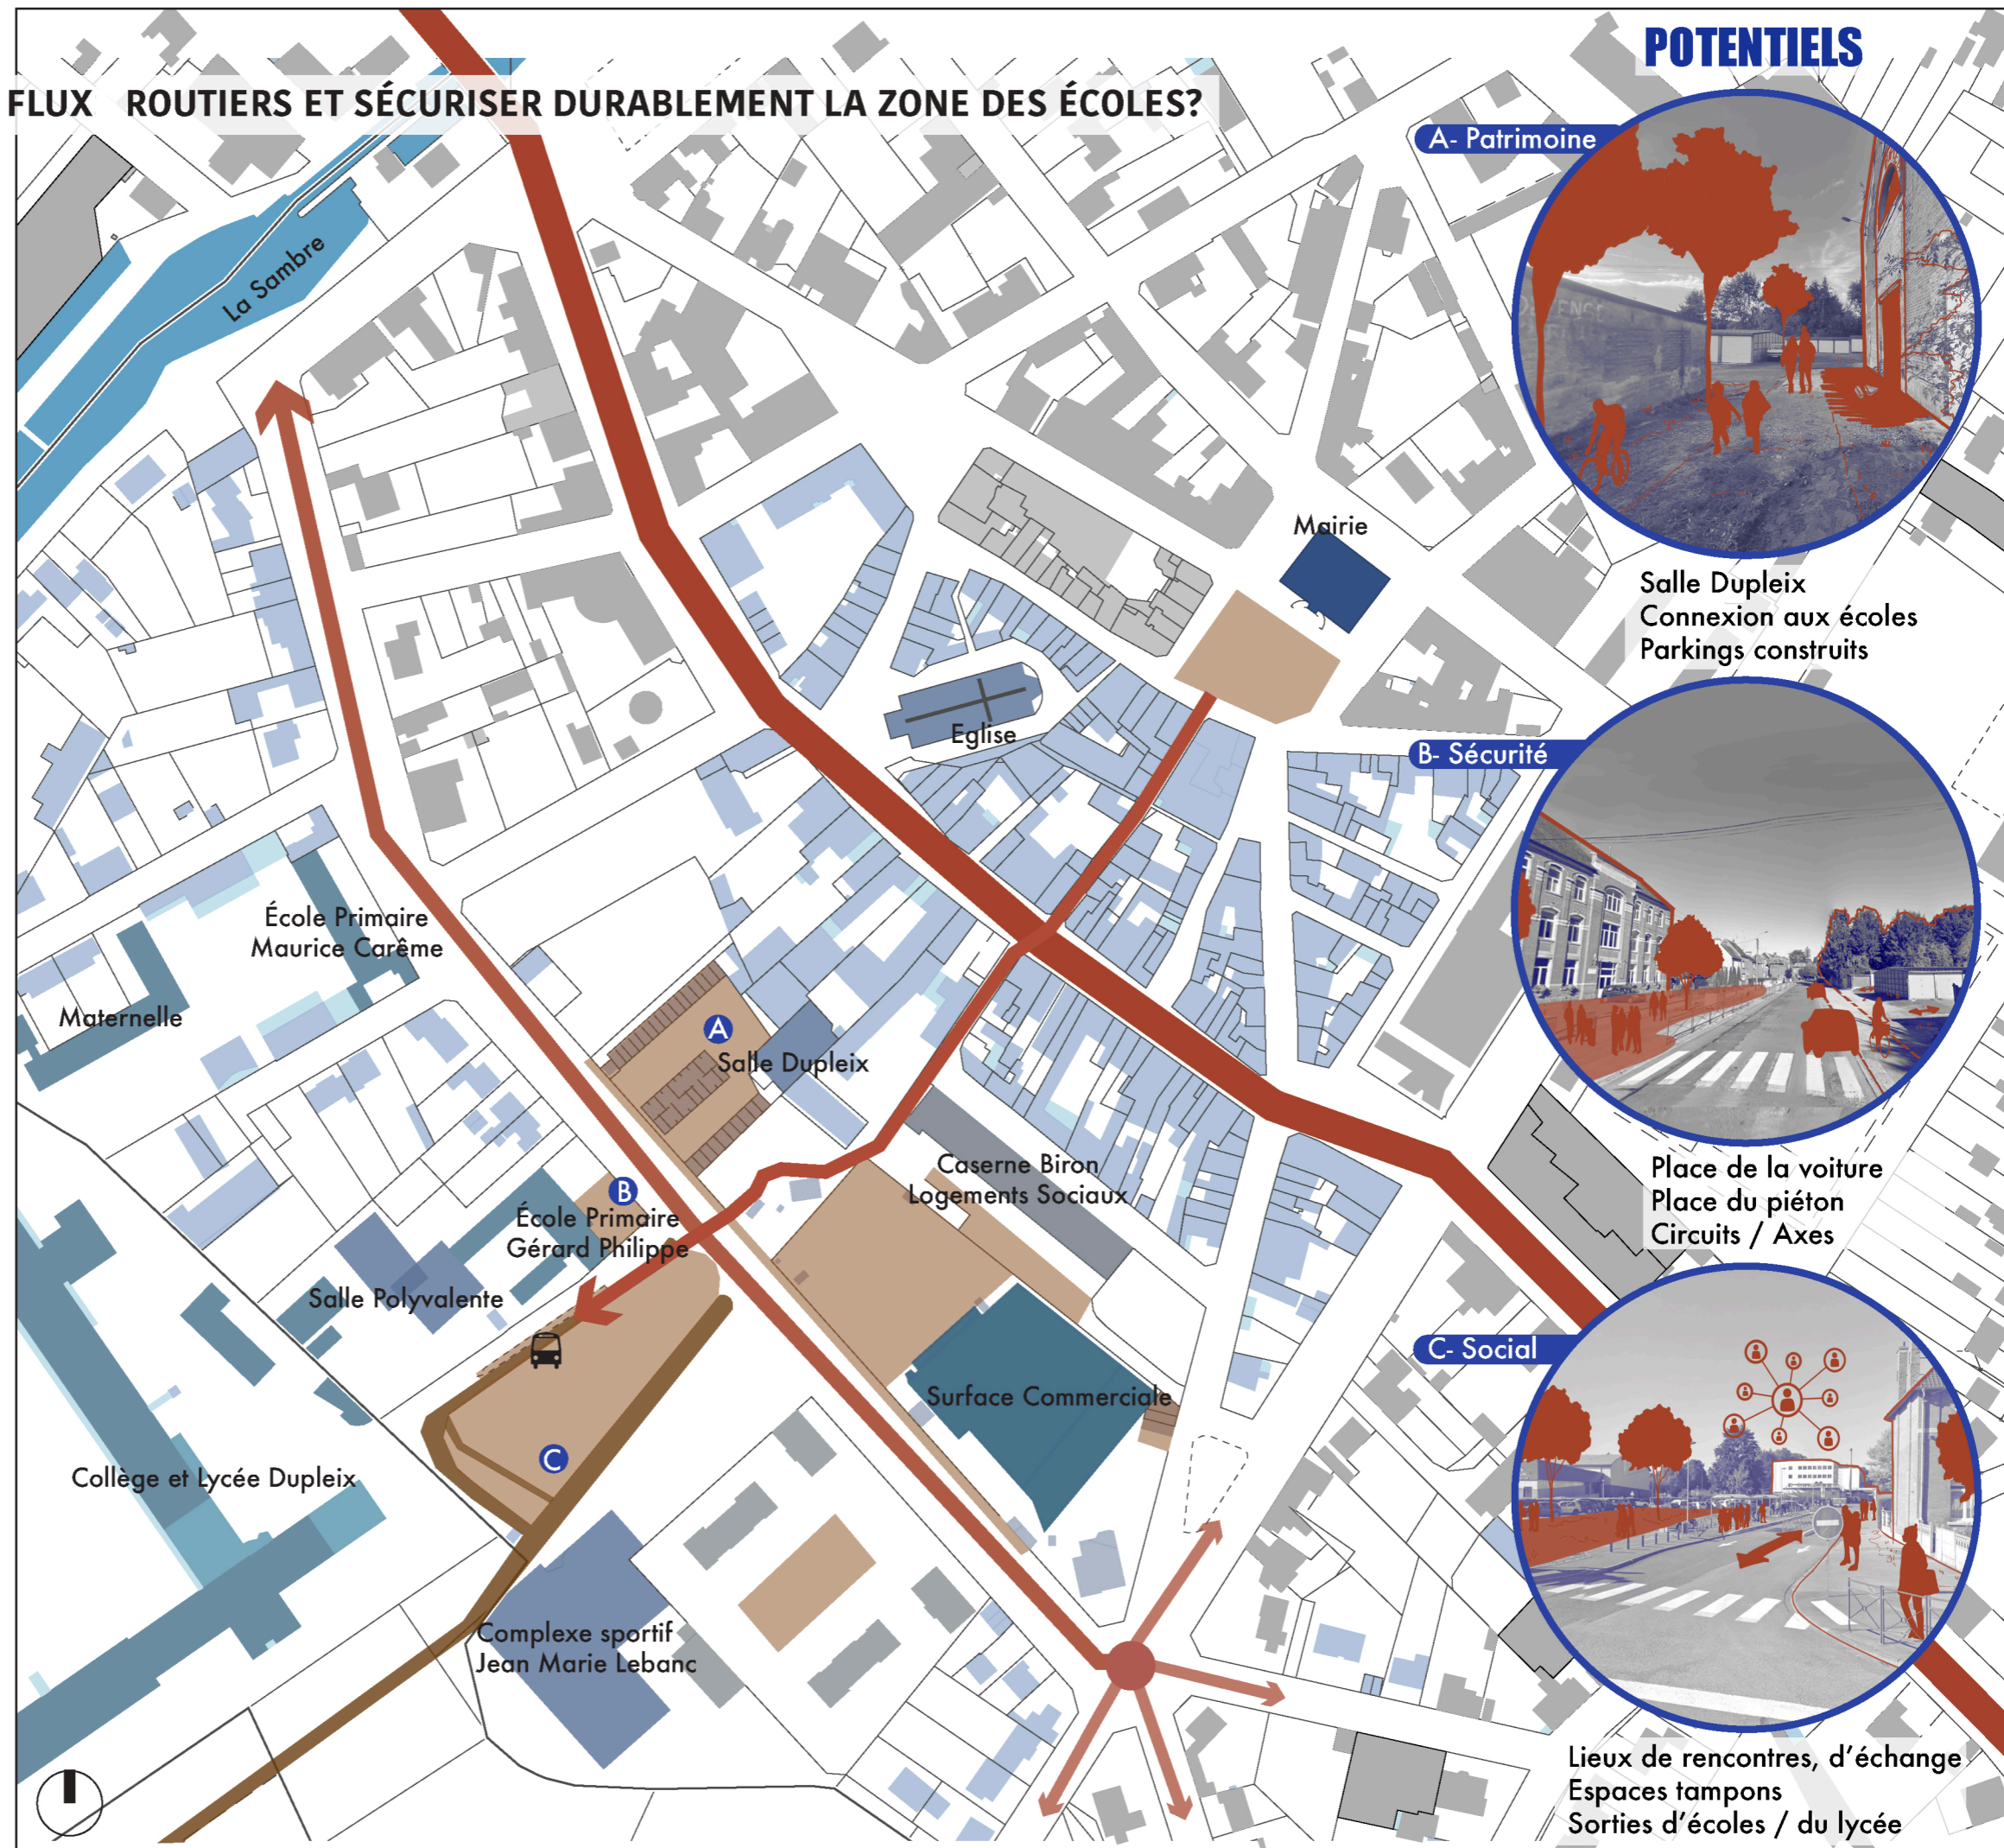 POTENTIELS
FLUX ROUTIERS ET SÉCURISER DURABLEMENT LA ZONE DES ÉCOLES?
A- Patrimoine
La Sambre
Mairie
Salle Dupleix
Connexion aux écoles
Parkings construits
Eglise
B- Sécurité
École Primaire
Maurice Carême
Maternelle
A
Salle Dupleix
Caserne Biron
Logements Sociaux
B
École Primaire
Gérard Philippe
Place de la voiture
Place du piéton
Circuits / Axes
Salle Polyvalente
C- Social
Surface Commerciale
C
Collège et Lycée Dupleix
Complexe sportif
Jean Marie Lebanc
Lieux de rencontres, d'échange
Espaces tampons
Sorties d'écoles / du lycée